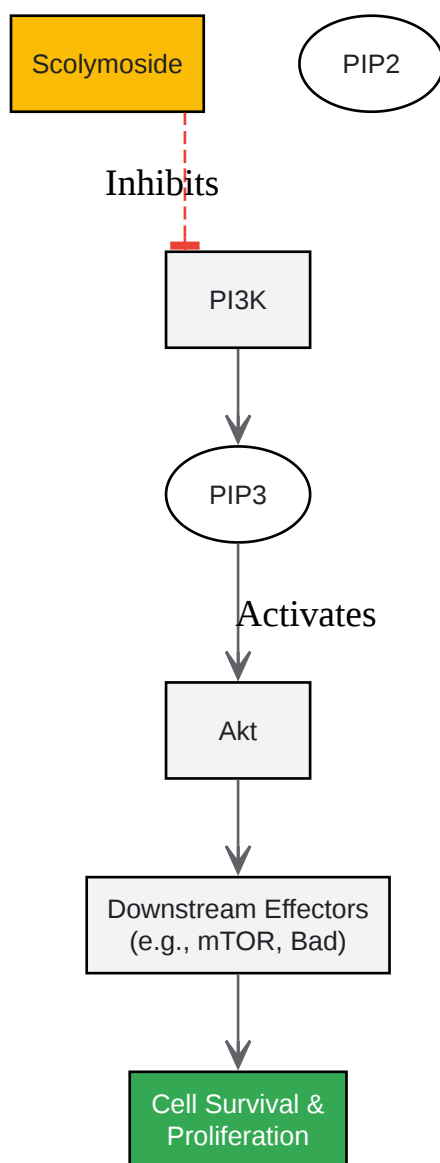 Scolymoside
PIP2
Inhibits
PI3K
PIP3
Activates
Akt
Downstream Effectors
(e.g., mTOR, Bad)
Cell Survival &
Proliferation